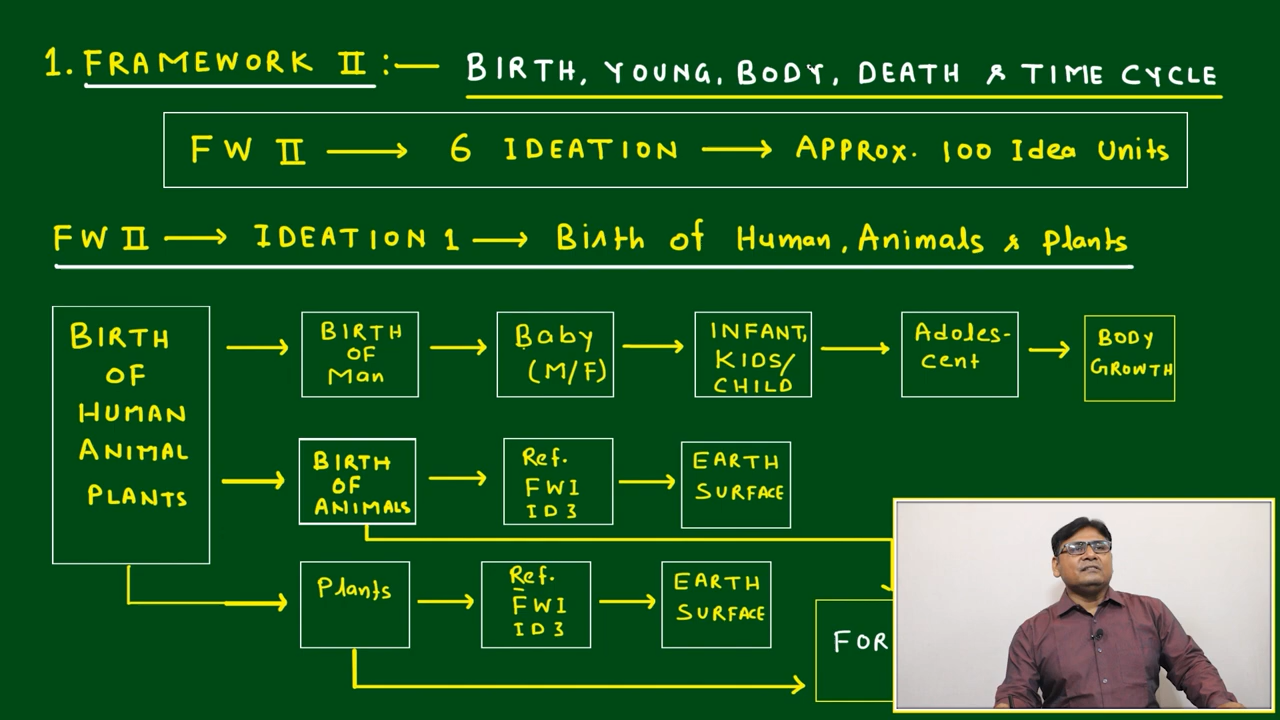 1. FRAMEWORK II :— BIRTH, YOUNG, BODY, DEATH & TIME CYCLE
FW II → 6 IDEATION → APPROX. 100 Idea Units
FW II → IDEATION 1 → Birth of Human, Animals & Plants
BIRTH
OF
HUMAN
ANIMAL
PLANTS
BIRTH
OF
Man
Baby
(M/F)
INFANT,
KIDS/
CHILD
Adoles-
cent
BODY
GROWTH
BIRTH
OF
ANIMALS
Ref.
FWI
ID3
EARTH
SURFACE
Plants
Ref.
FWI
ID3
EARTH
SURFACE
FOR